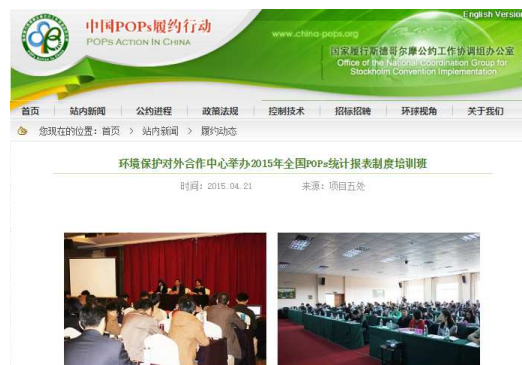 English Version
中国POPs履约行动
POPs Action In China
www.china-pops.org
国家履行斯德哥尔摩公约工作协调组办公室
Office of the National Coordination Group for
Stockholm Convention Implementation
首页 站内新闻 公约进程 政策法规 控制技术 招标招聘 环球视角 关于我们
您现在的位置：首页 > 站内新闻 > 履约动态
环境保护对外合作中心举办2015年全国POPs统计报表制度培训班
时间：2015.04.21 来源：项目五处